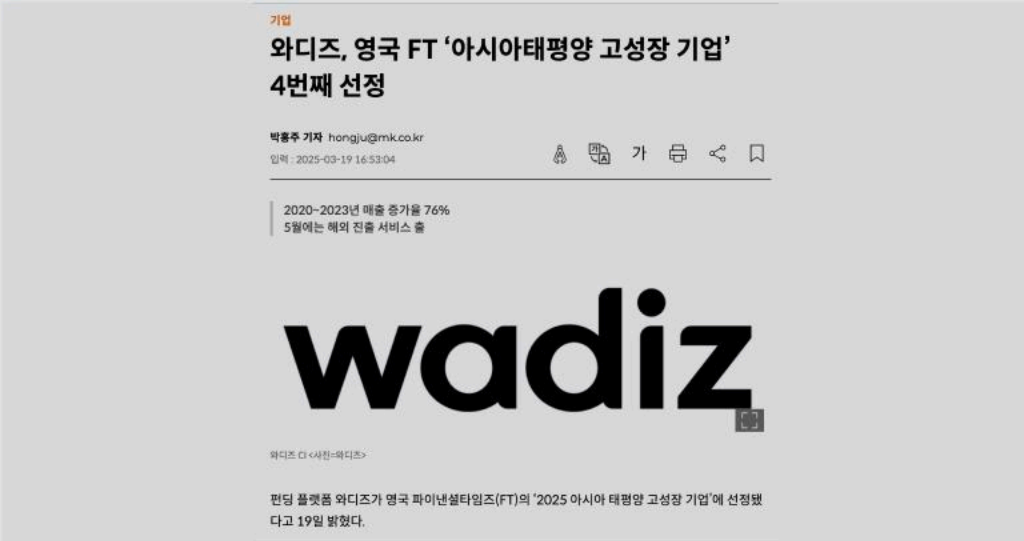 기업
와디즈, 영국 FT ‘아시아태평양 고성장 기업’
4번째 선정
박홍주 기자 hongju@mk.co.kr
입력 : 2025-03-19 16:53:04
가 A 가
2020~2023년 매출 증가율 76%
5월에는 해외 진출 서비스 출
wadiz
와디즈 CI <사진=와디즈>
펀딩 플랫폼 와디즈가 영국 파이낸셜타임즈(FT)의 ‘2025 아시아 태평양 고성장 기업’에 선정됐
다고 19일 밝혔다.